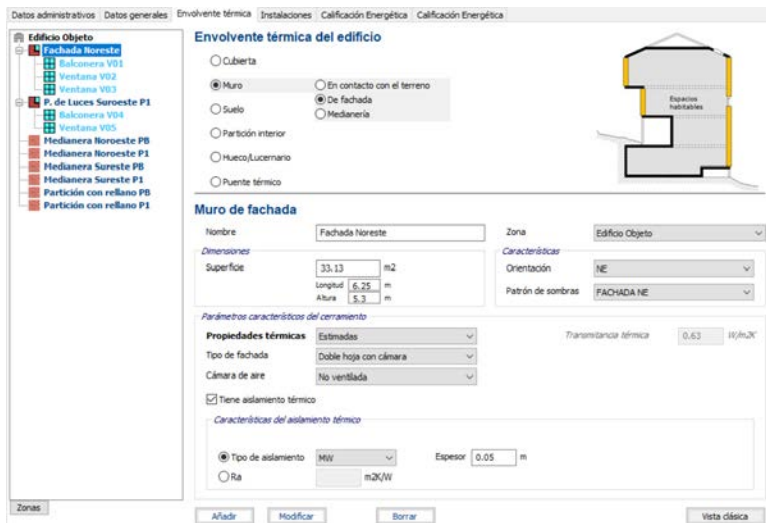 Datos administrativos Datos generales Envolvente térmica Instalaciones Calificación Energética Calificación Energética
Edificio Objeto
Fachada Noreste
Balconera V01
Ventana V02
Ventana V03
P. de Luces Suroeste P1
Balconera V04
Ventana V05
Medianera Noroeste PB
Medianera Noroeste P1
Medianera Sureste PB
Medianera Sureste P1
Partición con rellano PB
Partición con rellano P1
Zonas
Envolvente térmica del edificio
Cubierta
Muro
En contacto con el terreno
De fachada
Medianería
Suelo
Partición interior
Hueco/Lucernario
Puente térmico
Espacios
habitables
Muro de fachada
Nombre Fachada Noreste Zona Edificio Objeto
Dimensiones
Superficie 33.13 m2
Longitud 6.25 m
Altura 5.3 m
Características
Orientación NE
Patrón de sombras FACHADA NE
Parámetros característicos del cerramiento
Propiedades térmicas Estimadas Transmitancia térmica 0.63 W/m2K
Tipo de fachada Doble hoja con cámara
Cámara de aire No ventilada
Tiene aislamiento térmico
Características del aislamiento térmico
Tipo de aislamiento MW Espesor 0.05 m
Ra m2K/W
Añadir Modificar Borrar Vista clásica